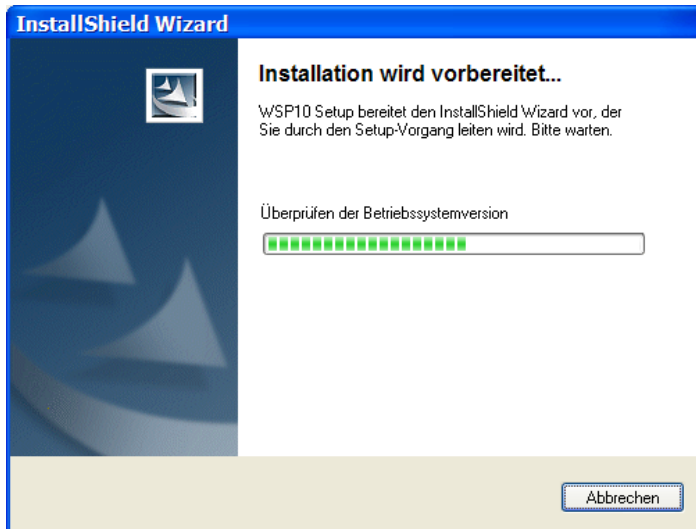 InstallShield Wizard
Installation wird vorbereitet...
WSP10 Setup bereitet den InstallShield Wizard vor, der
Sie durch den Setup-Vorgang leiten wird. Bitte warten.
Überprüfen der Betriebssystemversion
Abbrechen